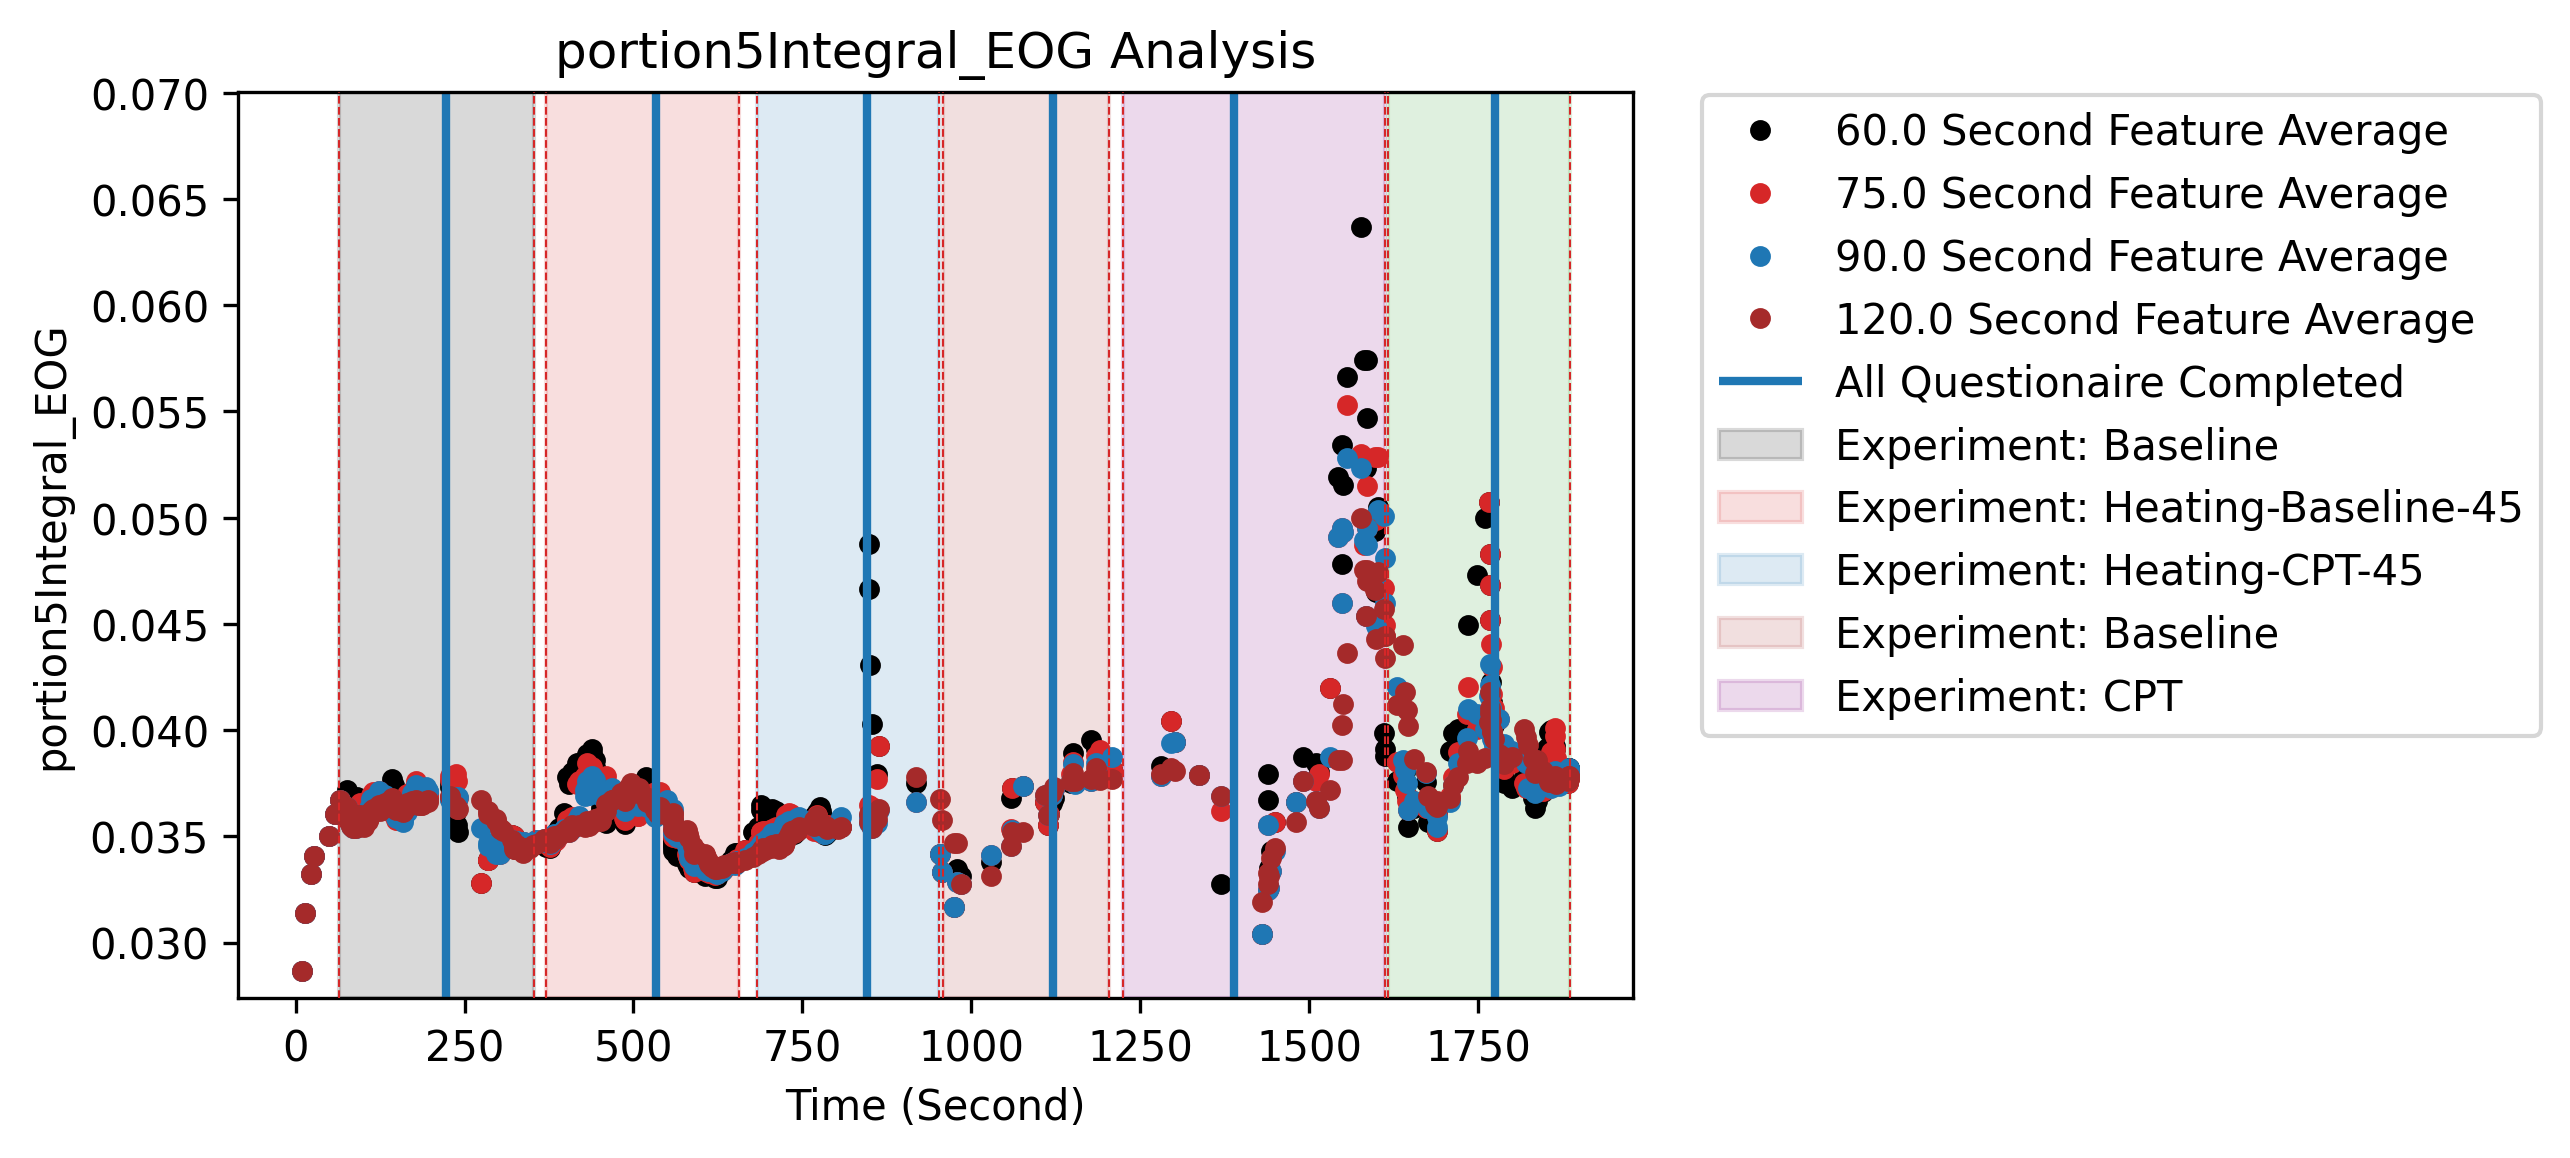 portion5Integral_EOG Analysis
0.070
0.065
0.060
0.055
0.050
0.045
0.040
0.035
0.030
portion5Integral_EOG
0
250
500
750
1000
1250
1500
1750
Time (Second)
60.0 Second Feature Average
75.0 Second Feature Average
90.0 Second Feature Average
120.0 Second Feature Average
All Questionaire Completed
Experiment: Baseline
Experiment: Heating-Baseline-45
Experiment: Heating-CPT-45
Experiment: Baseline
Experiment: CPT